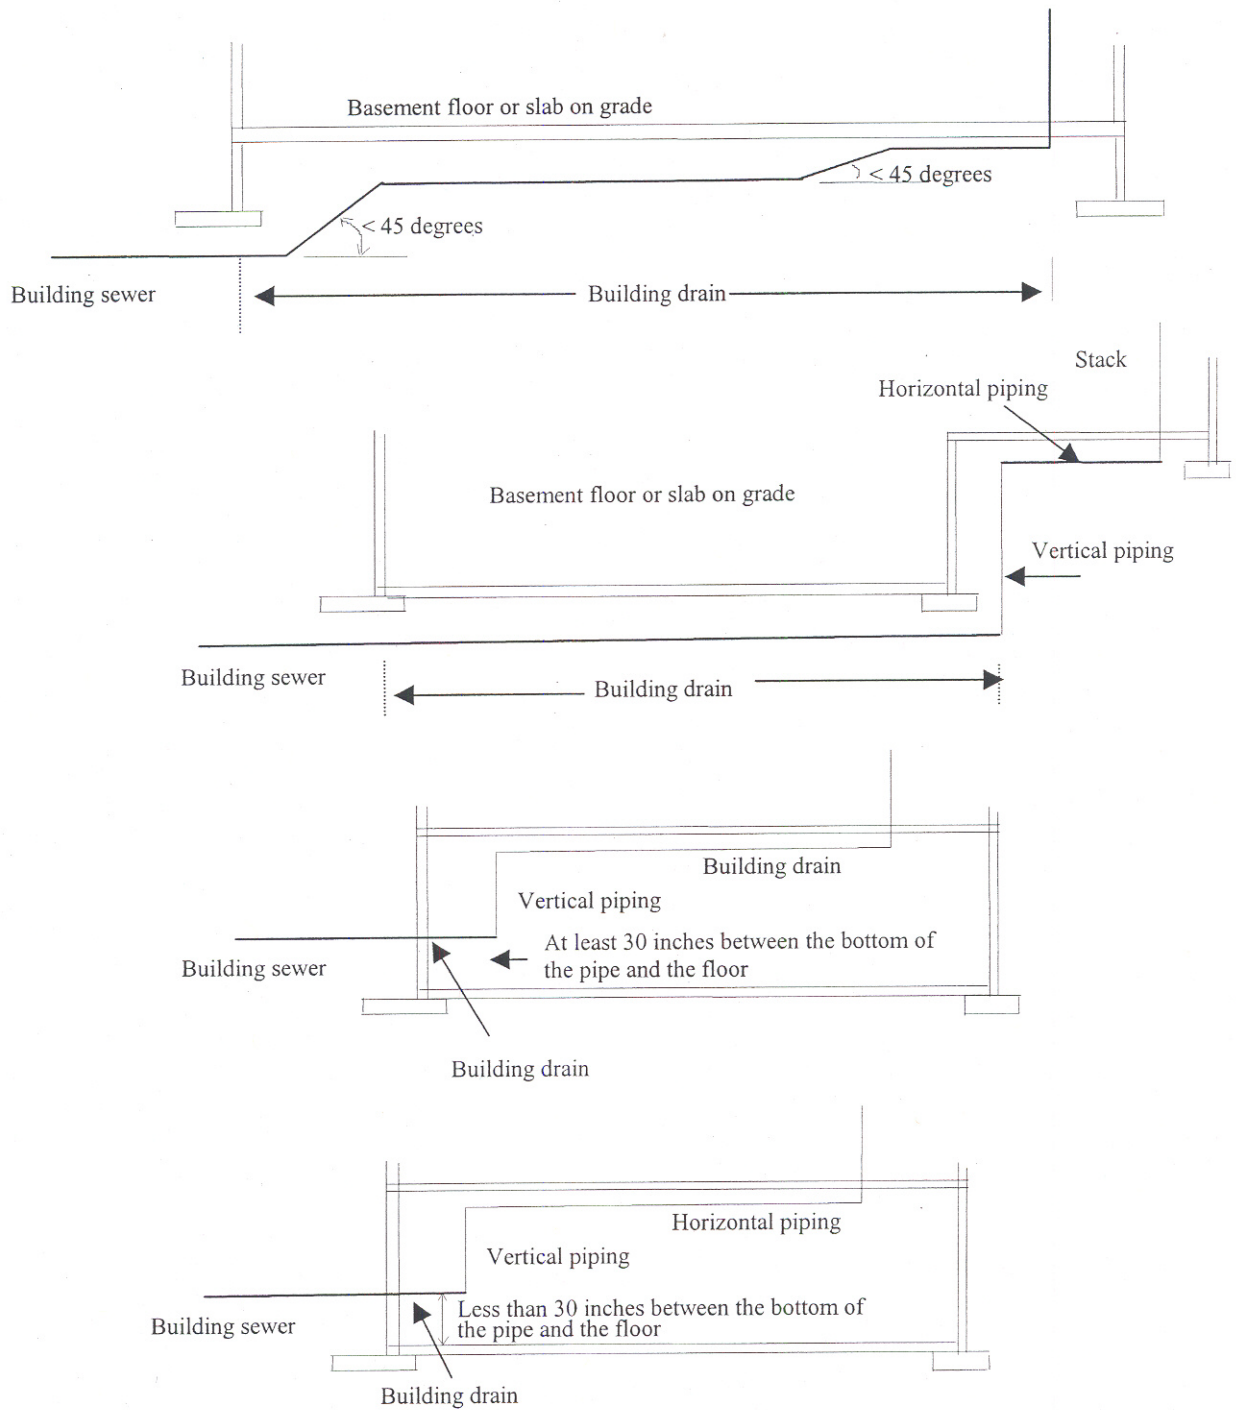 Basement floor or slab on grade
< 45 degrees
< 45 degrees
Building sewer
Building drain
Stack
Horizontal piping
Basement floor or slab on grade
Vertical piping
Building sewer
Building drain
Building drain
Vertical piping
At least 30 inches between the bottom of
the pipe and the floor
Building sewer
Building drain
Horizontal piping
Vertical piping
Less than 30 inches between the bottom of
the pipe and the floor
Building sewer
Building drain